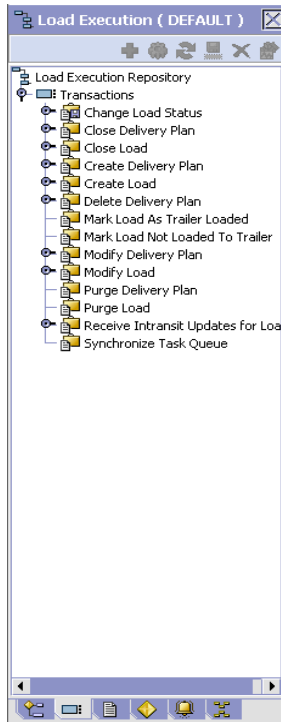 Load Execution ( DEFAULT )
Load Execution Repository
Transactions
Change Load Status
Close Delivery Plan
Close Load
Create Delivery Plan
Create Load
Delete Delivery Plan
Mark Load As Trailer Loaded
Mark Load Not Loaded To Trailer
Modify Delivery Plan
Modify Load
Purge Delivery Plan
Purge Load
Receive Intransit Updates for Loa
Synchronize Task Queue